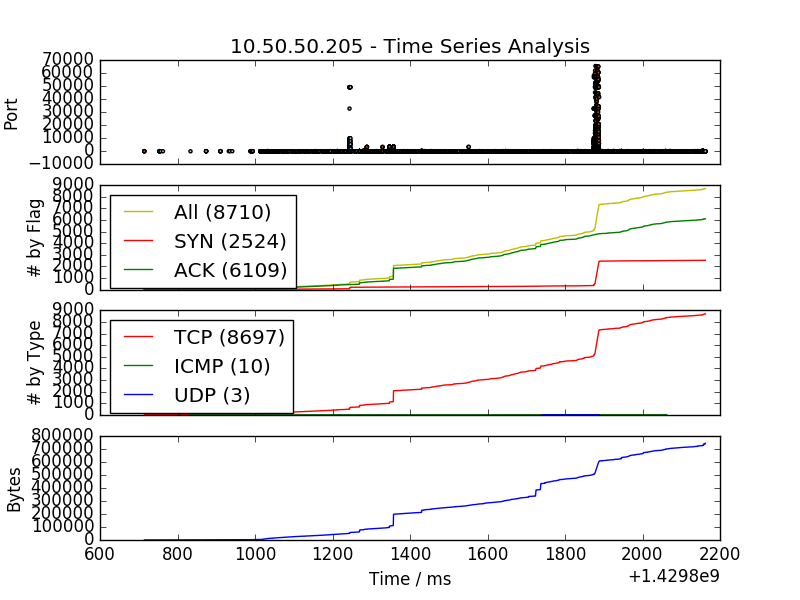 10.50.50.205 - Time Series Analysis
70000
60000
50000
40000
30000
20000
10000
0
−10000
Port
9000
8000
7000
6000
5000
4000
3000
2000
1000
0
# by Flag
All (8710)
SYN (2524)
ACK (6109)
9000
8000
7000
6000
5000
4000
3000
2000
1000
0
# by Type
TCP (8697)
ICMP (10)
UDP (3)
800000
700000
600000
500000
400000
300000
200000
100000
0
Bytes
600 800 1000 1200 1400 1600 1800 2000 2200
Time / ms
+1.4298e9